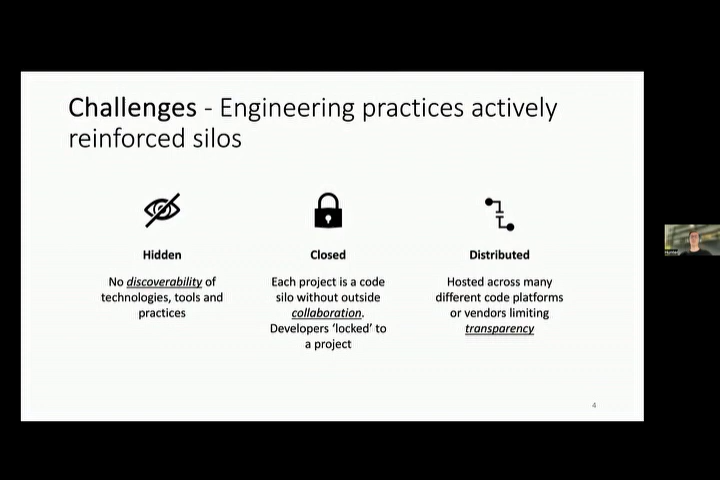 Challenges - Engineering practices actively
reinforced silos
Hidden
No discoverability of
technologies, tools and
practices
Closed
Each project is a code
silo without outside
collaboration.
Developers ‘locked’ to
a project
Distributed
Hosted across many
different code platforms
or vendors limiting
transparency
4